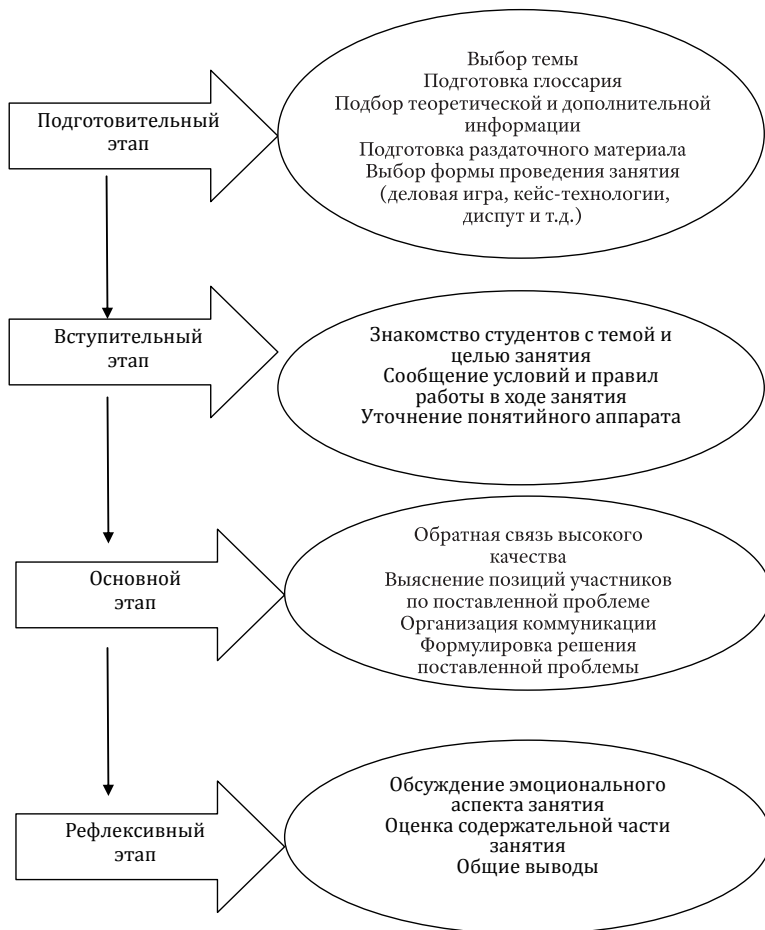 Подготовительный
этап
Выбор темы
Подготовка глоссария
Подбор теоретической и дополнительной
информации
Подготовка раздаточного материала
Выбор формы проведения занятия
(деловая игра, кейс-технологии,
диспут и т.д.)
Вступительный
этап
Знакомство студентов с темой и
целью занятия
Сообщение условий и правил
работы в ходе занятия
Уточнение понятийного аппарата
Основной
этап
Обратная связь высокого
качества
Выяснение позиций участников
по поставленной проблеме
Организация коммуникации
Формулировка решения
поставленной проблемы
Рефлексивный
этап
Обсуждение эмоционального
аспекта занятия
Оценка содержательной части
занятия
Общие выводы